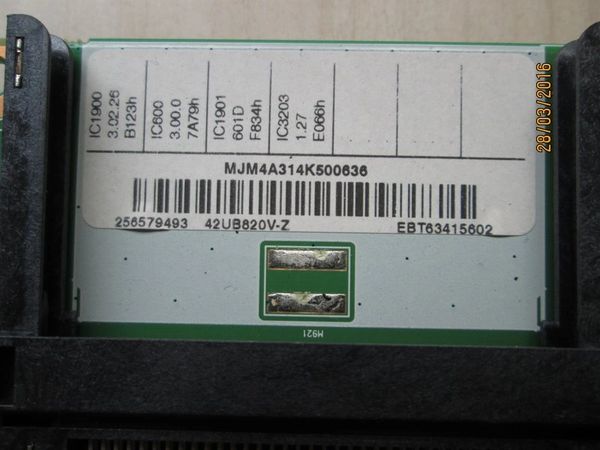 IC1900
3.02.26
B123h
IC600
3.00.0
7A79h
IC1901
601D
F834h
IC3203
1.27
E066h
MJM4A314K500636
256579493 42UB820V-Z EBT63415602
M921
28/03/2016